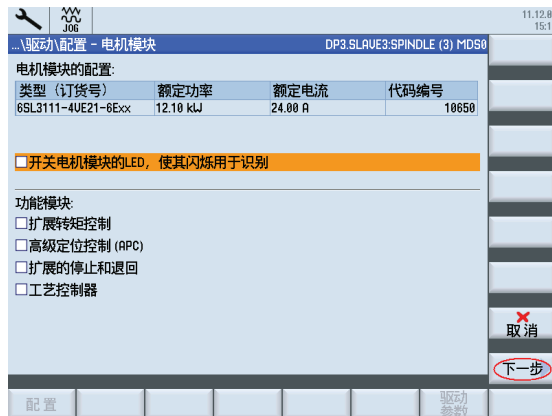 JOG
11.12.0
15:1
...\驱动\配置 - 电机模块
DP3.SLAVE3:SPINDLE (3) MDS0
电机模块的配置:
类型（订货号） 额定功率 额定电流 代码编号
6SL3111-4VE21-6Exx 12.10 kW 24.00 A 10650
开关电机模块的LED，使其闪烁用于识别
功能模块:
扩展转矩控制
高级定位控制 (APC)
扩展的停止和退回
工艺控制器
取消
下一步
配置
驱动
参数